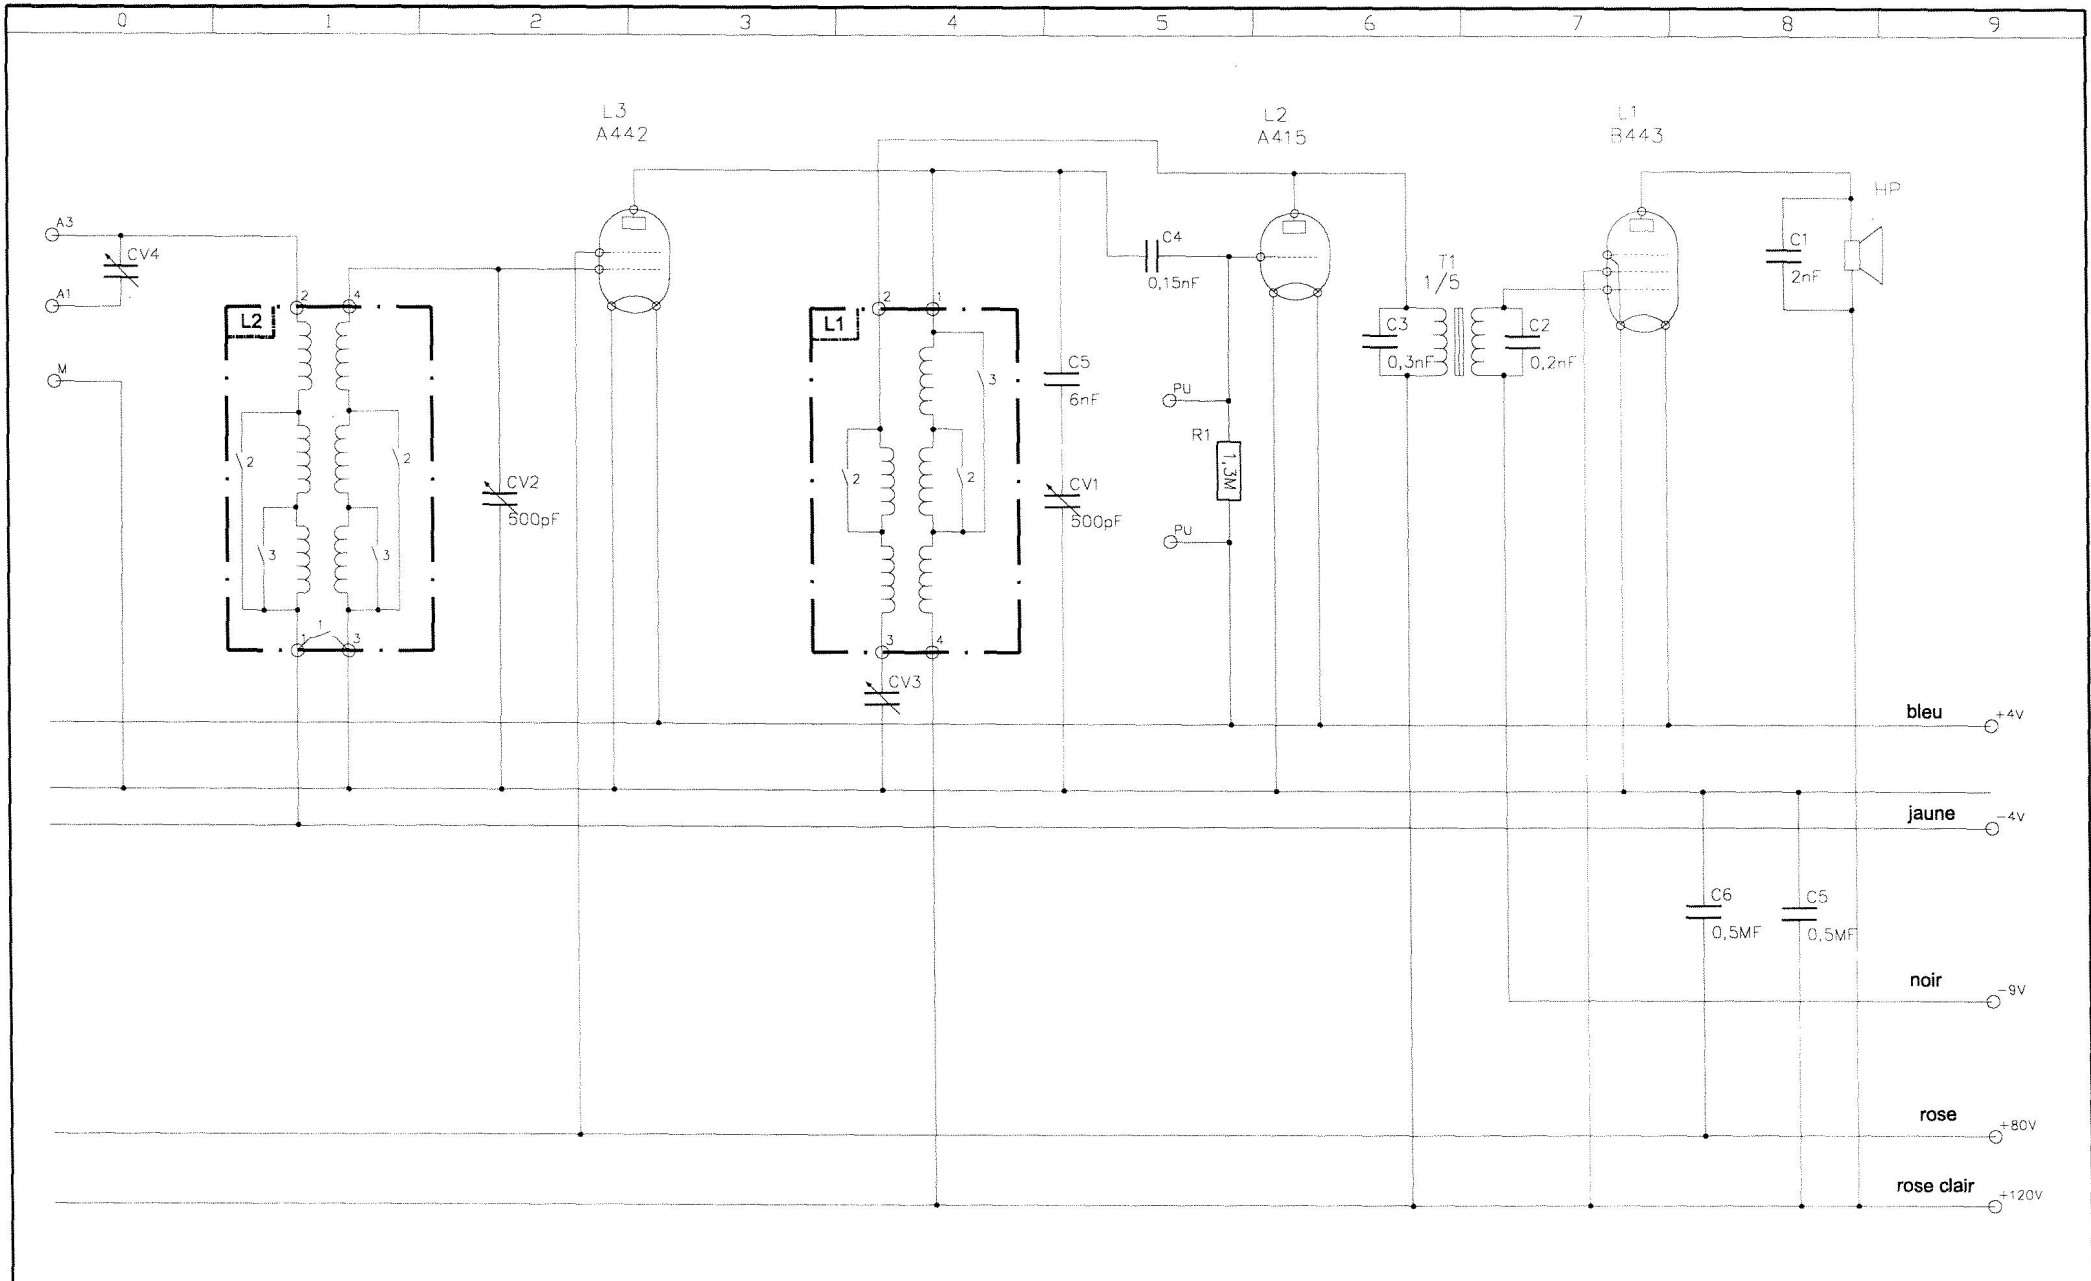 0 1 2 3 4 5 6 7 8 9
L3
A442
L2
A415
L1
B443
HP
A3
CV4
A1
M
L2
2 4
2 2
3 3
1 1 3
CV2
500pF
L1
2 1
3
2 2
3 4
CV3
C5
6nF
CV1
500pF
C4
0,15nF
PU
R1
1,3M
PU
T1
1/5
C3
0,3nF
C2
0,2nF
C1
2nF
bleu +4V
jaune -4V
C6
0,5MF
C5
0,5MF
noir -9V
rose +80V
rose clair +120V